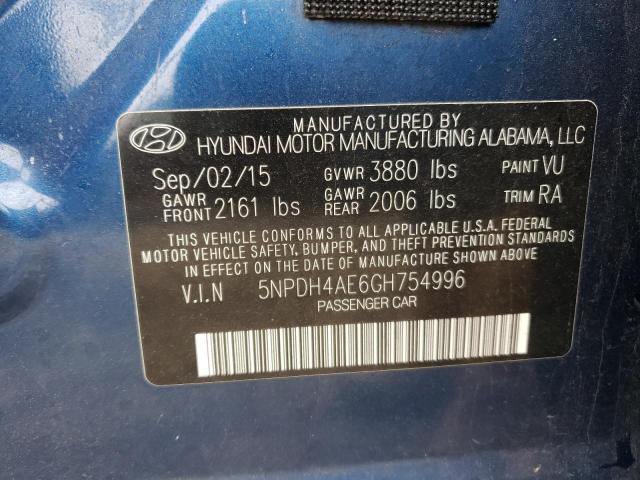 MANUFACTURED BY
HYUNDAI MOTOR MANUFACTURING ALABAMA, LLC
Sep/02/15 GVWR 3880 lbs PAINT VU
GAWR FRONT 2161 lbs GAWR REAR 2006 lbs TRIM RA
THIS VEHICLE CONFORMS TO ALL APPLICABLE U.S.A. FEDERAL
MOTOR VEHICLE SAFETY, BUMPER, AND THEFT PREVENTION STANDARDS
IN EFFECT ON THE DATE OF MANUFACTURE SHOWN ABOVE
V.I.N 5NPDH4AE6GH754996
PASSENGER CAR